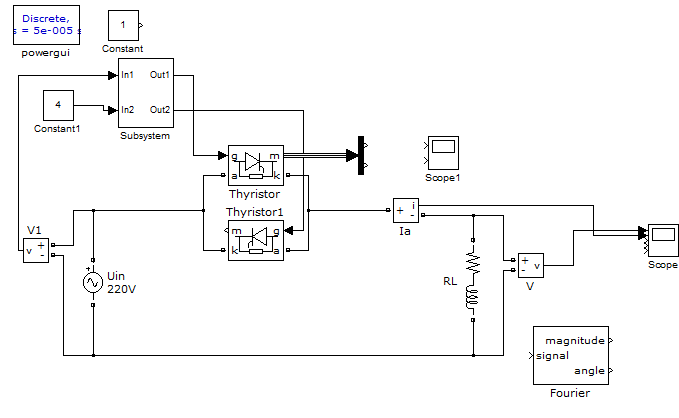 Discrete,
s = 5e-005 s
powergui
1
Constant
4
Constant1
In1
Out1
In2
Out2
Subsystem
g
m
a
k
Thyristor
Thyristor1
m
g
k
a
Scope1
V1
v
+
-
+
Uin
220V
+
i
-
Ia
RL
+
-
v
V
Scope
magnitude
signal
angle
Fourier